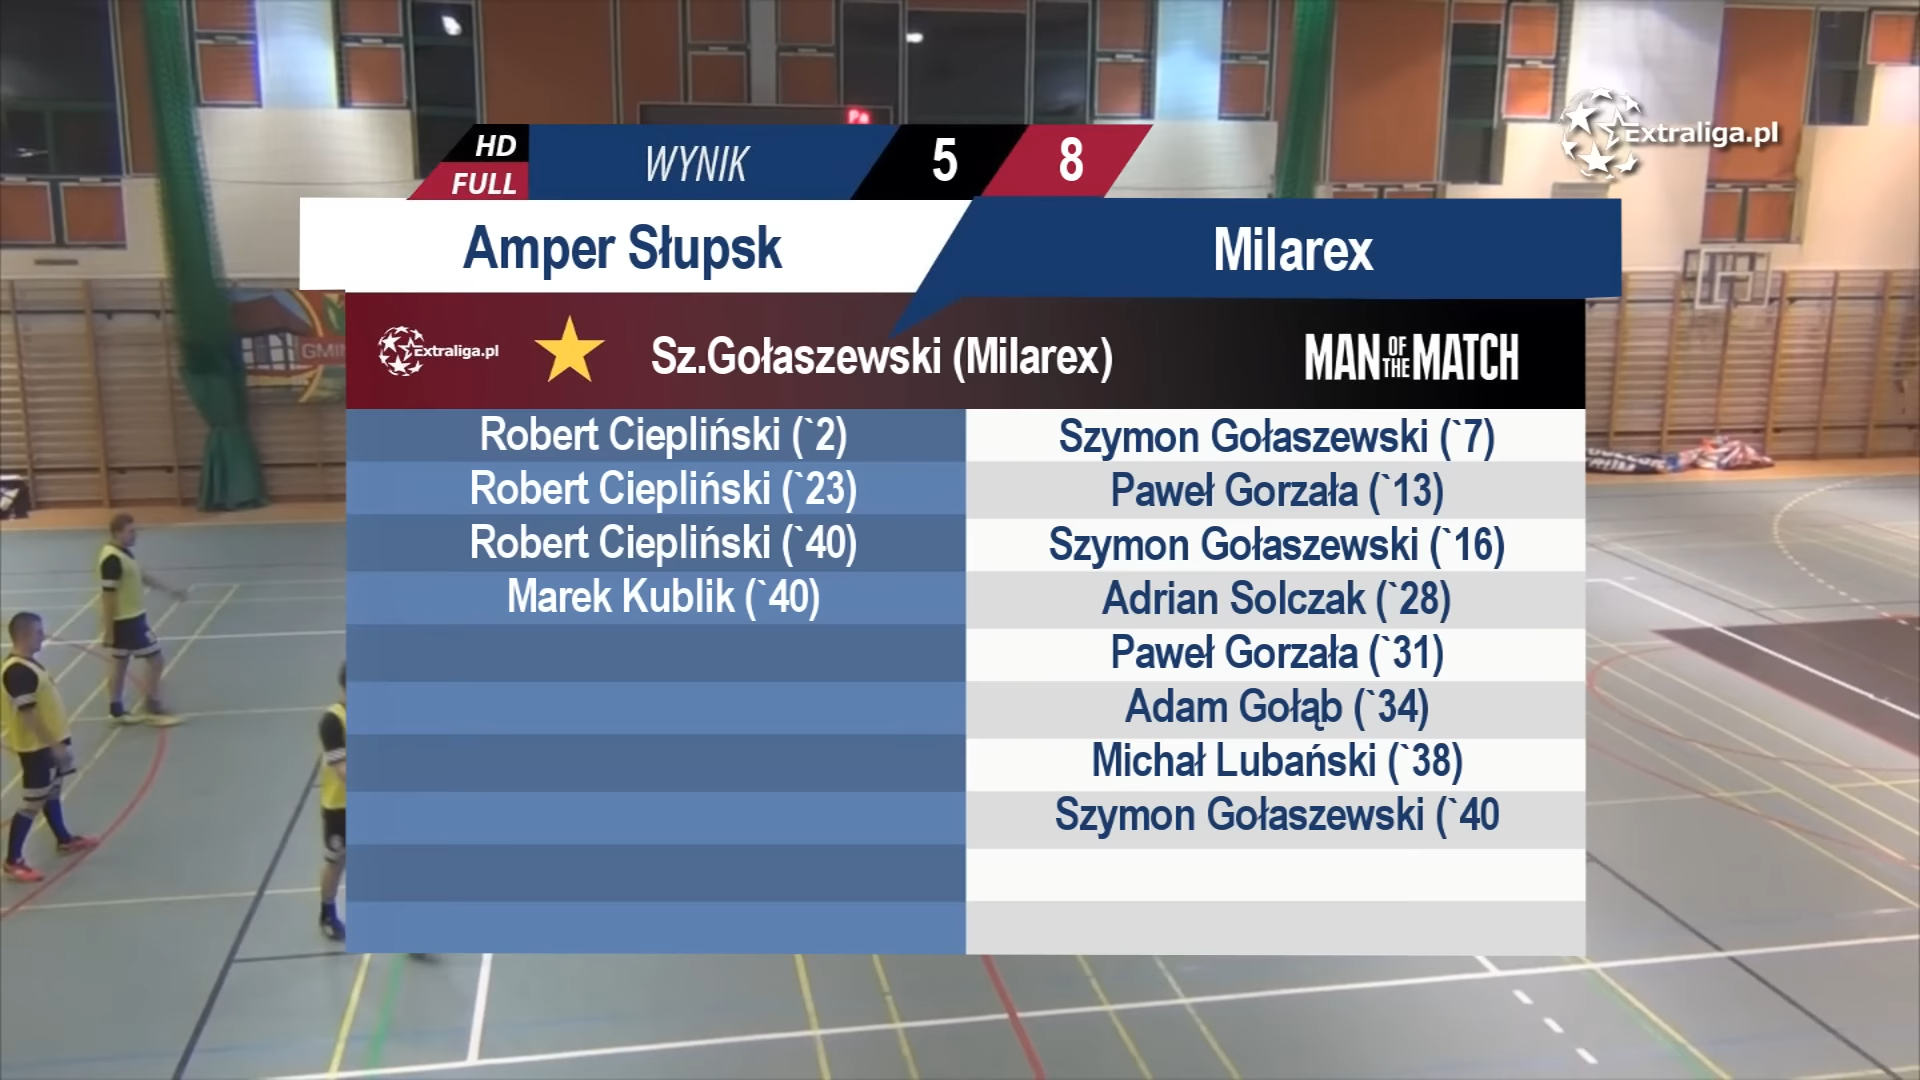 Pa
Extraliga.pl
HD
FULL
WYNIK
5
8
Amper Słupsk
Milarex
Extraliga.pl
Sz.Gołaszewski (Milarex)
MAN OF THE MATCH
Robert Ciepliński (`2)
Robert Ciepliński (`23)
Robert Ciepliński (`40)
Marek Kublik (`40)
Szymon Gołaszewski (`7)
Paweł Gorzała (`13)
Szymon Gołaszewski (`16)
Adrian Solczak (`28)
Paweł Gorzała (`31)
Adam Gołąb (`34)
Michał Lubański (`38)
Szymon Gołaszewski (`40
GMIN